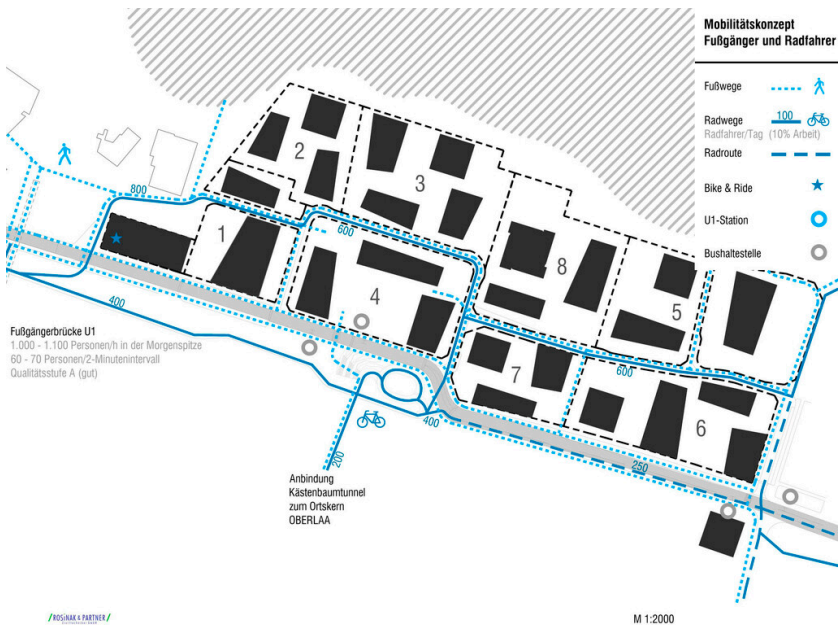 Mobilitätskonzept
Fußgänger und Radfahrer
Fußwege
Radwege
100
Radfahrer/Tag (10% Arbeit)
Radroute
Bike & Ride
U1-Station
Bushaltestelle
2
3
800
1
600
8
4
5
400
Fußgängerbrücke U1
1.000 - 1.100 Personen/h in der Morgenspitze
60 - 70 Personen/2-Minutenintervall
Qualitätsstufe A (gut)
7
600
6
400
200
250
Anbindung
Kästenbaumtunnel
zum Ortskern
OBERLAA
/ROSiNAK & PARTNER/
M 1:2000